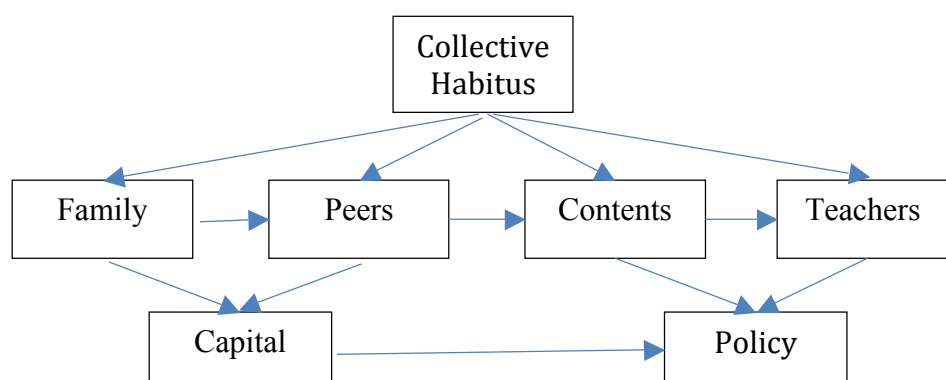 Collective
Habitus
Family
Peers
Contents
Teachers
Capital
Policy